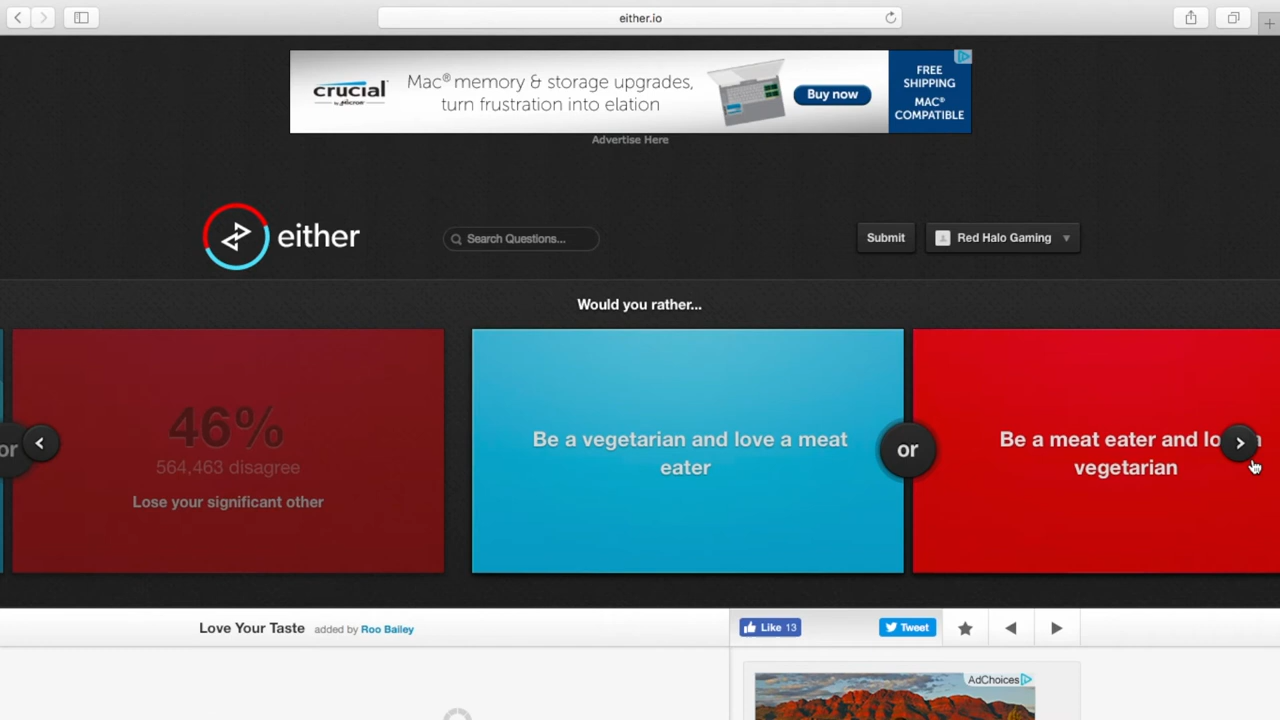 either.io
crucial
by Micron
Mac® memory & storage upgrades,
turn frustration into elation
Buy now
FREE
SHIPPING
MAC®
COMPATIBLE
Advertise Here
either
Search Questions...
Submit
Red Halo Gaming
Would you rather...
46%
564,463 disagree
Lose your significant other
or
Be a vegetarian and love a meat
eater
or
Be a meat eater and lo
vegetarian
Love Your Taste added by Roo Bailey
Like 13
Tweet
AdChoices